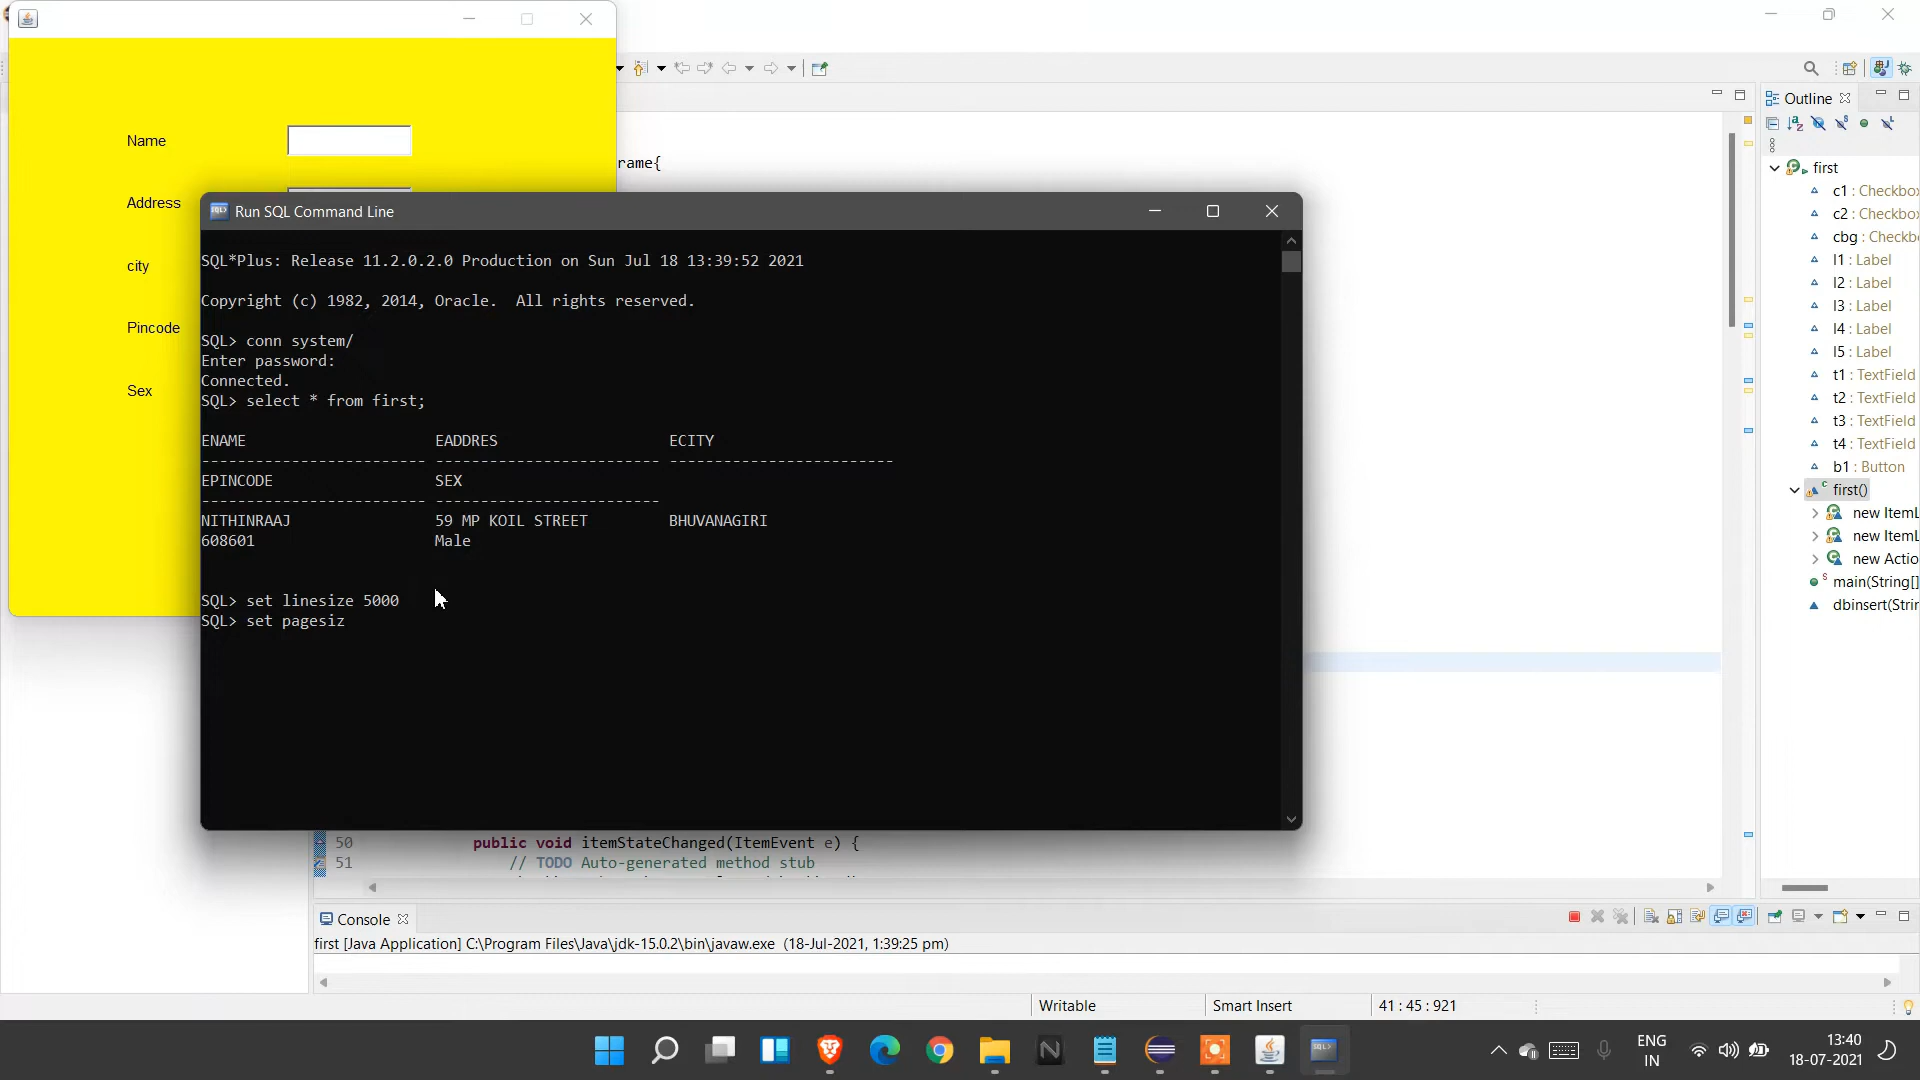 Name
Address
city
Pincode
Sex
rame{
Run SQL Command Line
SQL*Plus: Release 11.2.0.2.0 Production on Sun Jul 18 13:39:52 2021
Copyright (c) 1982, 2014, Oracle.  All rights reserved.
SQL> conn system/
Enter password:
Connected.
SQL> select * from first;
ENAME EADDRES ECITY
------------------------- ------------------------- -------------------------
EPINCODE SEX
------------------------- -------------------------
NITHINRAAJ 59 MP KOIL STREET BHUVANAGIRI
608601 Male
SQL> set linesize 5000
SQL> set pagesiz
50 public void itemStateChanged(ItemEvent e) {
51 // TODO Auto-generated method stub
Outline
first
c1 : Checkbox
c2 : Checkbox
cbg : Checkb
l1 : Label
l2 : Label
l3 : Label
l4 : Label
l5 : Label
t1 : TextField
t2 : TextField
t3 : TextField
t4 : TextField
b1 : Button
first()
new ItemL
new ItemL
new Actio
main(String[]
dbinsert(Strin
Console
first [Java Application] C:\Program Files\Java\jdk-15.0.2\bin\javaw.exe  (18-Jul-2021, 1:39:25 pm)
Writable
Smart Insert
41 : 45 : 921
ENG
IN
13:40
18-07-2021